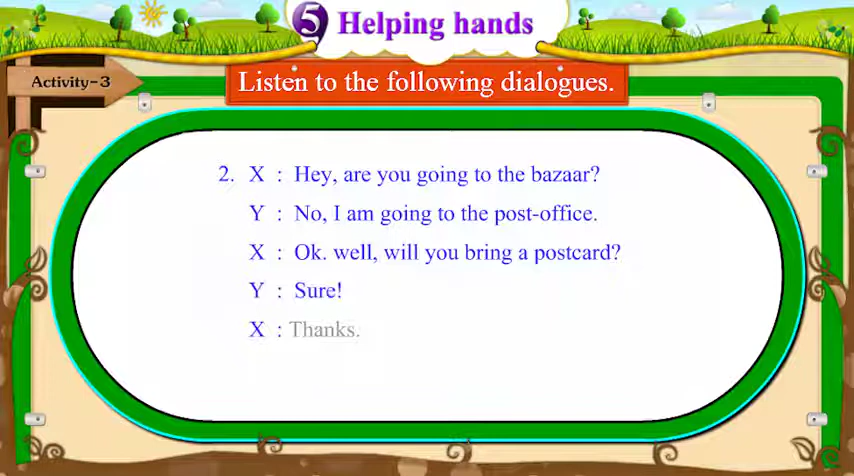 5 Helping hands
Activity-3
Listen to the following dialogues.
2. X : Hey, are you going to the bazaar?
Y : No, I am going to the post-office.
X : Ok. well, will you bring a postcard?
Y : Sure!
X : Thanks.